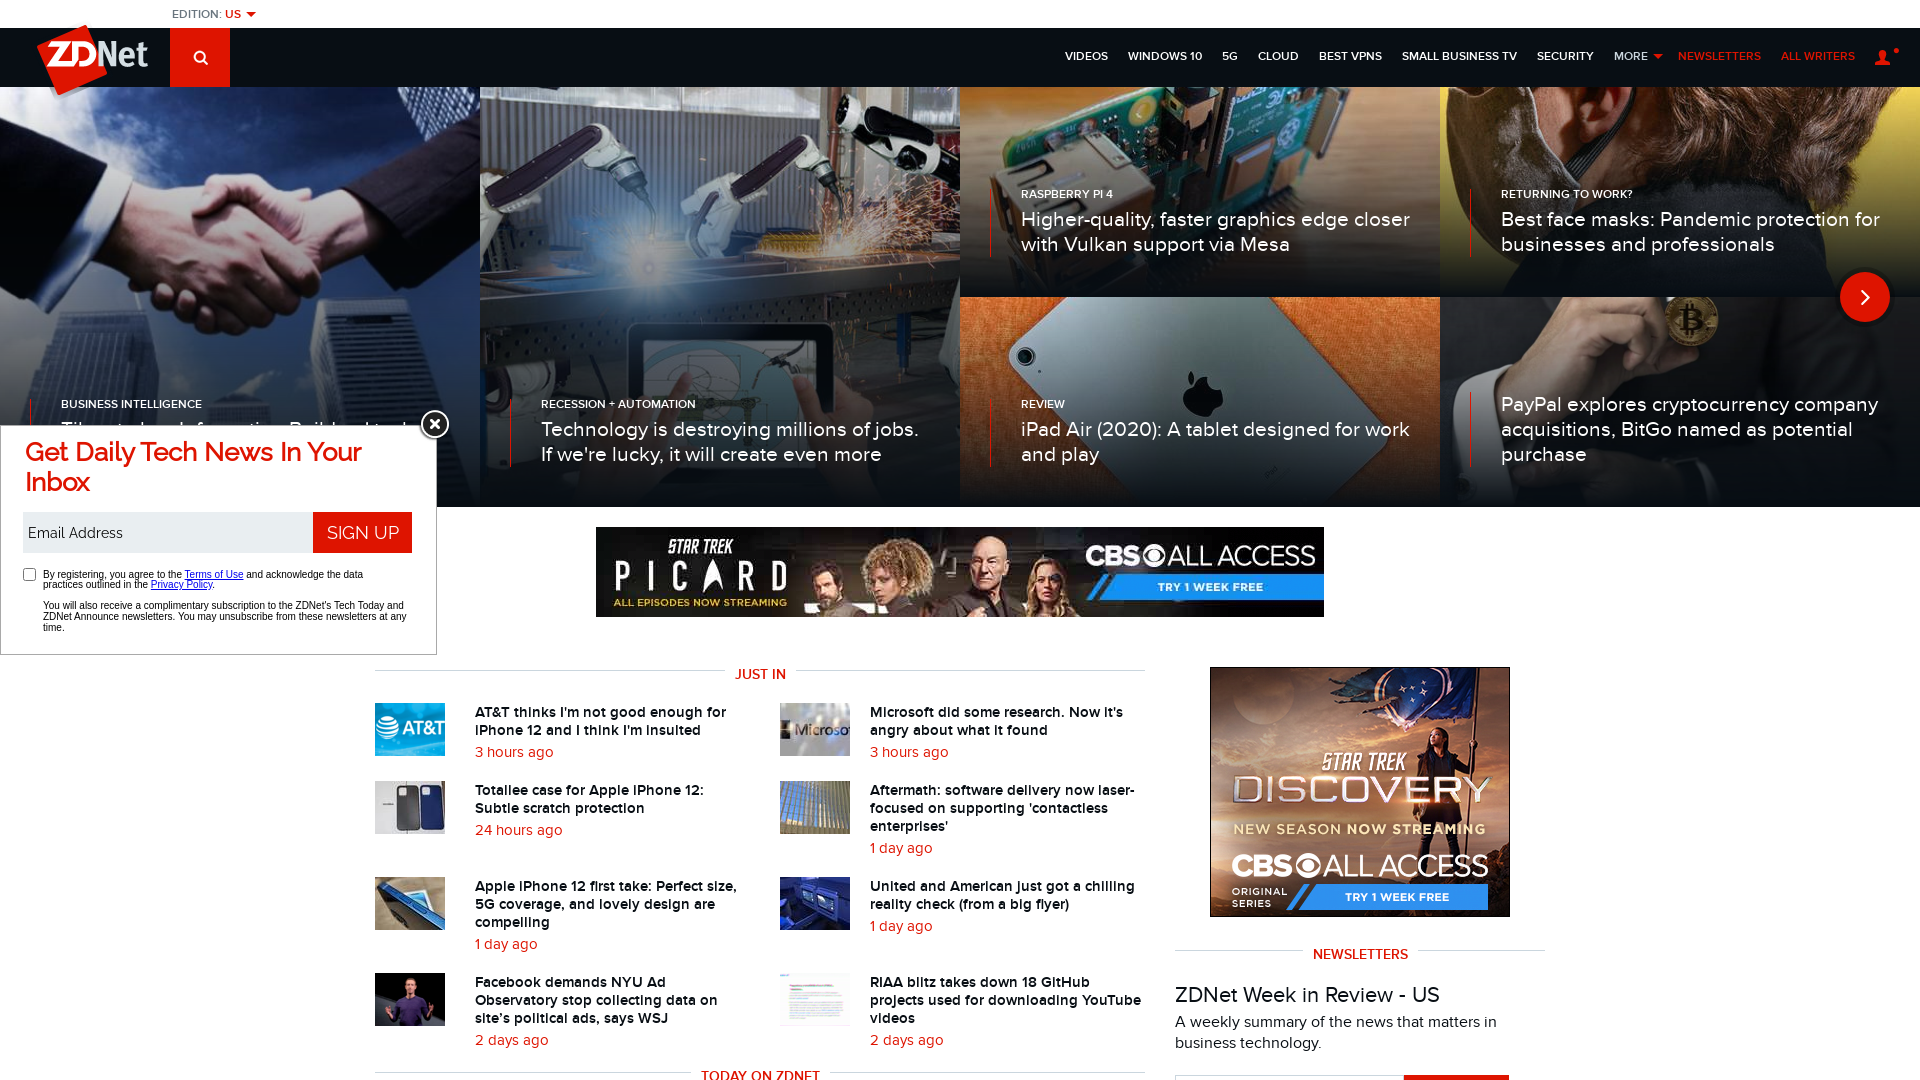 EDITION: US
ZDNet
VIDEOS
WINDOWS 10
5G
CLOUD
BEST VPNS
SMALL BUSINESS TV
SECURITY
MORE
NEWSLETTERS
ALL WRITERS
BUSINESS INTELLIGENCE
RECESSION + AUTOMATION
Technology is destroying millions of jobs.
If we're lucky, it will create even more
RASPBERRY PI 4
Higher-quality, faster graphics edge closer
with Vulkan support via Mesa
RETURNING TO WORK?
Best face masks: Pandemic protection for
businesses and professionals
REVIEW
iPad Air (2020): A tablet designed for work
and play
PayPal explores cryptocurrency company
acquisitions, BitGo named as potential
purchase
Get Daily Tech News In Your
Inbox
Email Address
SIGN UP
By registering, you agree to the Terms of Use and acknowledge the data
practices outlined in the Privacy Policy.
You will also receive a complimentary subscription to the ZDNet's Tech Today and
ZDNet Announce newsletters. You may unsubscribe from these newsletters at any
time.
STAR TREK
PICARD
ALL EPISODES NOW STREAMING
CBS ALL ACCESS
TRY 1 WEEK FREE
JUST IN
AT&T
AT&T thinks I'm not good enough for
iPhone 12 and I think I'm insulted
3 hours ago
Microsoft did some research. Now it's
angry about what it found
3 hours ago
Totallee case for Apple iPhone 12:
Subtle scratch protection
24 hours ago
Aftermath: software delivery now laser-
focused on supporting 'contactless
enterprises'
1 day ago
Apple iPhone 12 first take: Perfect size,
5G coverage, and lovely design are
compelling
1 day ago
United and American just got a chilling
reality check (from a big flyer)
1 day ago
Facebook demands NYU Ad
Observatory stop collecting data on
site’s political ads, says WSJ
2 days ago
RIAA blitz takes down 18 GitHub
projects used for downloading YouTube
videos
2 days ago
TODAY ON ZDNET
STAR TREK
DISCOVERY
NEW SEASON NOW STREAMING
CBS ALL ACCESS
ORIGINAL
SERIES
TRY 1 WEEK FREE
NEWSLETTERS
ZDNet Week in Review - US
A weekly summary of the news that matters in
business technology.